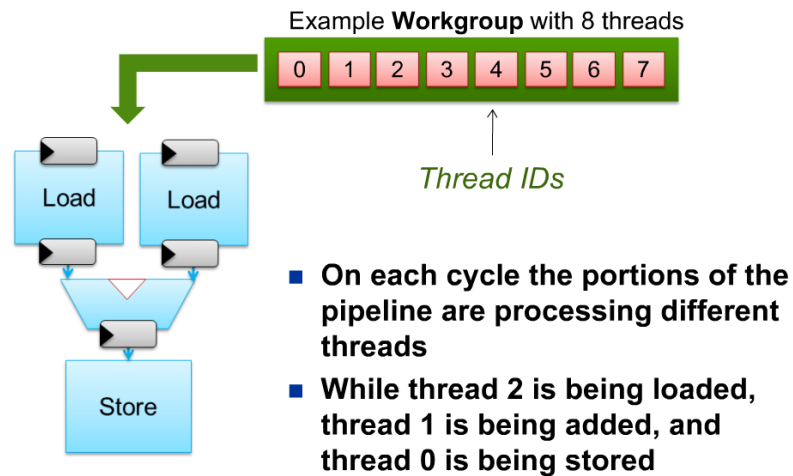 Example Workgroup with 8 threads
0 1 2 3 4 5 6 7
Thread IDs
Load Load
Store
On each cycle the portions of the
pipeline are processing different
threads
While thread 2 is being loaded,
thread 1 is being added, and
thread 0 is being stored